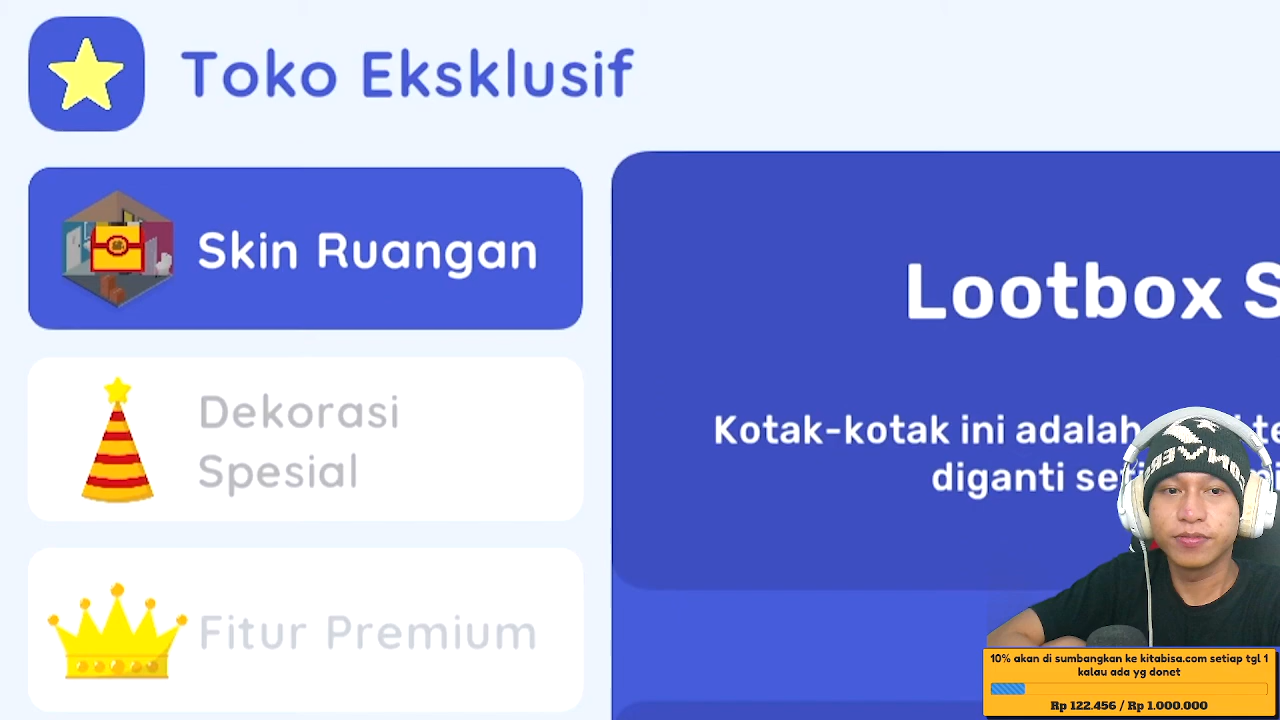 Toko Eksklusif
Skin Ruangan
Lootbox S
Kotak-kotak ini adalah
diganti
Dekorasi
Spesial
Fitur Premium
10% akan di sumbangkan ke kitabisa.com setiap tgl 1
kalau ada yg donet
Rp 122.456 / Rp 1.000.000